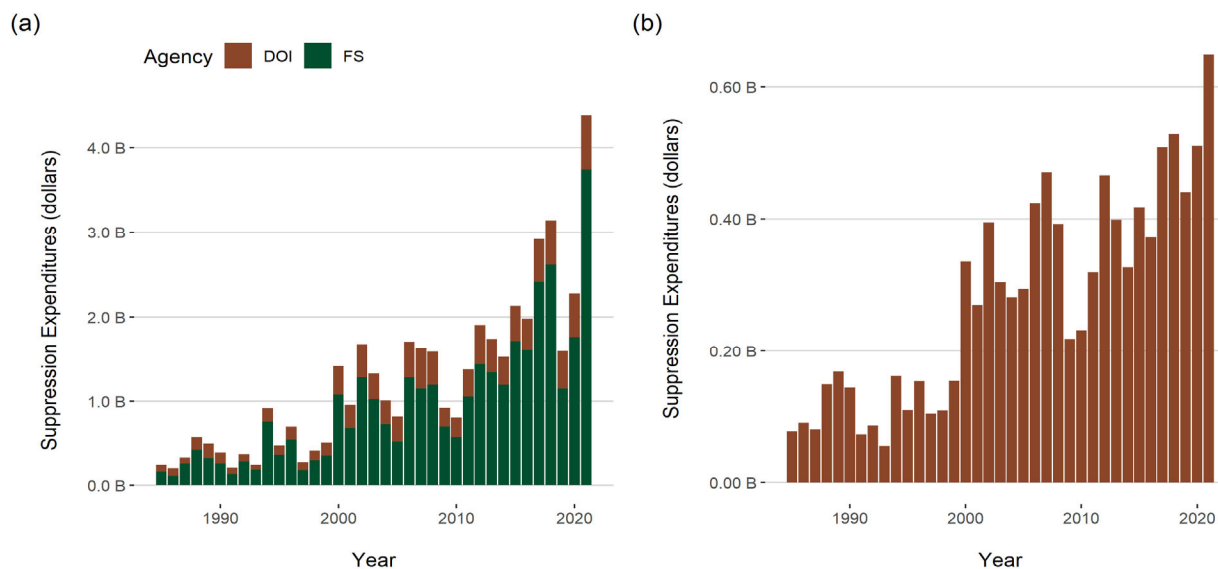 (a)
Agency DOI FS
Suppression Expenditures (dollars)
4.0 B
3.0 B
2.0 B
1.0 B
0.0 B
1990 2000 2010 2020
Year
(b)
Suppression Expenditures (dollars)
0.60 B
0.40 B
0.20 B
0.00 B
1990 2000 2010 2020
Year